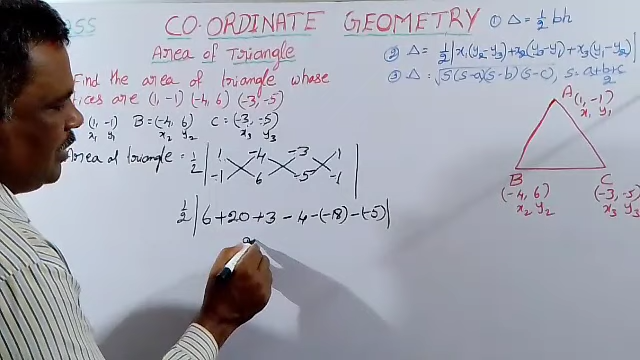 ASS
CO-ORDINATE GEOMETRY
Area of Triangle
① Δ = 1/2 bh
② Δ = 1/2 |x₁(y₂-y₃)+x₂(y₃-y₁)+x₃(y₁-y₂)|
③ Δ = √s(s-a)(s-b)(s-c), s = a+b+c/2
Find the area of triangle whose
tices are (1, -1) (-4, 6) (-3, -5)
(1, -1) B = (-4, 6) C = (-3, -5)
x₁ y₁ x₂ y₂ x₃ y₃
Area of triangle = 1/2 | 1 -4 -3 1
-1 6 -5 -1 |
1/2 | 6 + 20 + 3 - 4 - (-18) - (-5) |
A (1, -1)
x₁ y₁
B C
(-4, 6) (-3, -5)
x₂ y₂ x₃ y₃